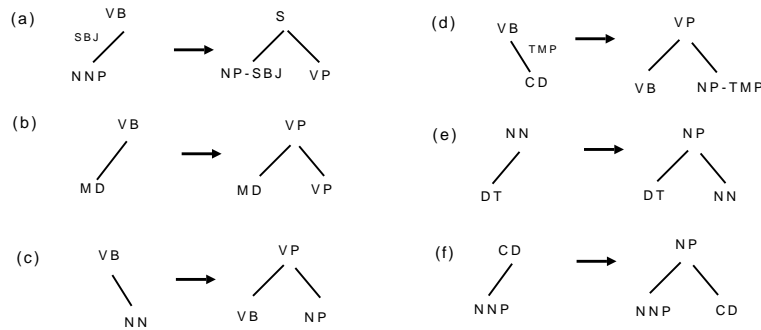 (a)
VB
SBJ
NNP
S
NP-SBJ VP
(b)
VB
MD
VP
MD VP
(c)
VB
NN
VP
VB NP
(d)
VB
TMP
CD
VP
VB NP-TMP
(e)
NN
DT
NP
DT NN
(f)
CD
NNP
NP
NNP CD